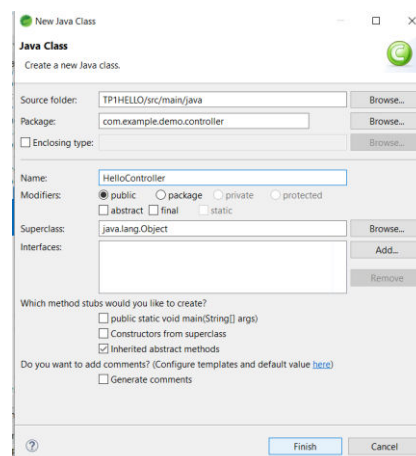 New Java Class
Java Class
Create a new Java class.
Source folder: TP1HELLO/src/main/java Browse...
Package: com.example.demo.controller Browse...
Enclosing type: Browse...
Name: HelloController
Modifiers: public package private protected
abstract final static
Superclass: java.lang.Object Browse...
Interfaces: Add...
Remove
Which method stubs would you like to create?
public static void main(String[] args)
Constructors from superclass
Inherited abstract methods
Do you want to add comments? (Configure templates and default value here)
Generate comments
? Finish Cancel